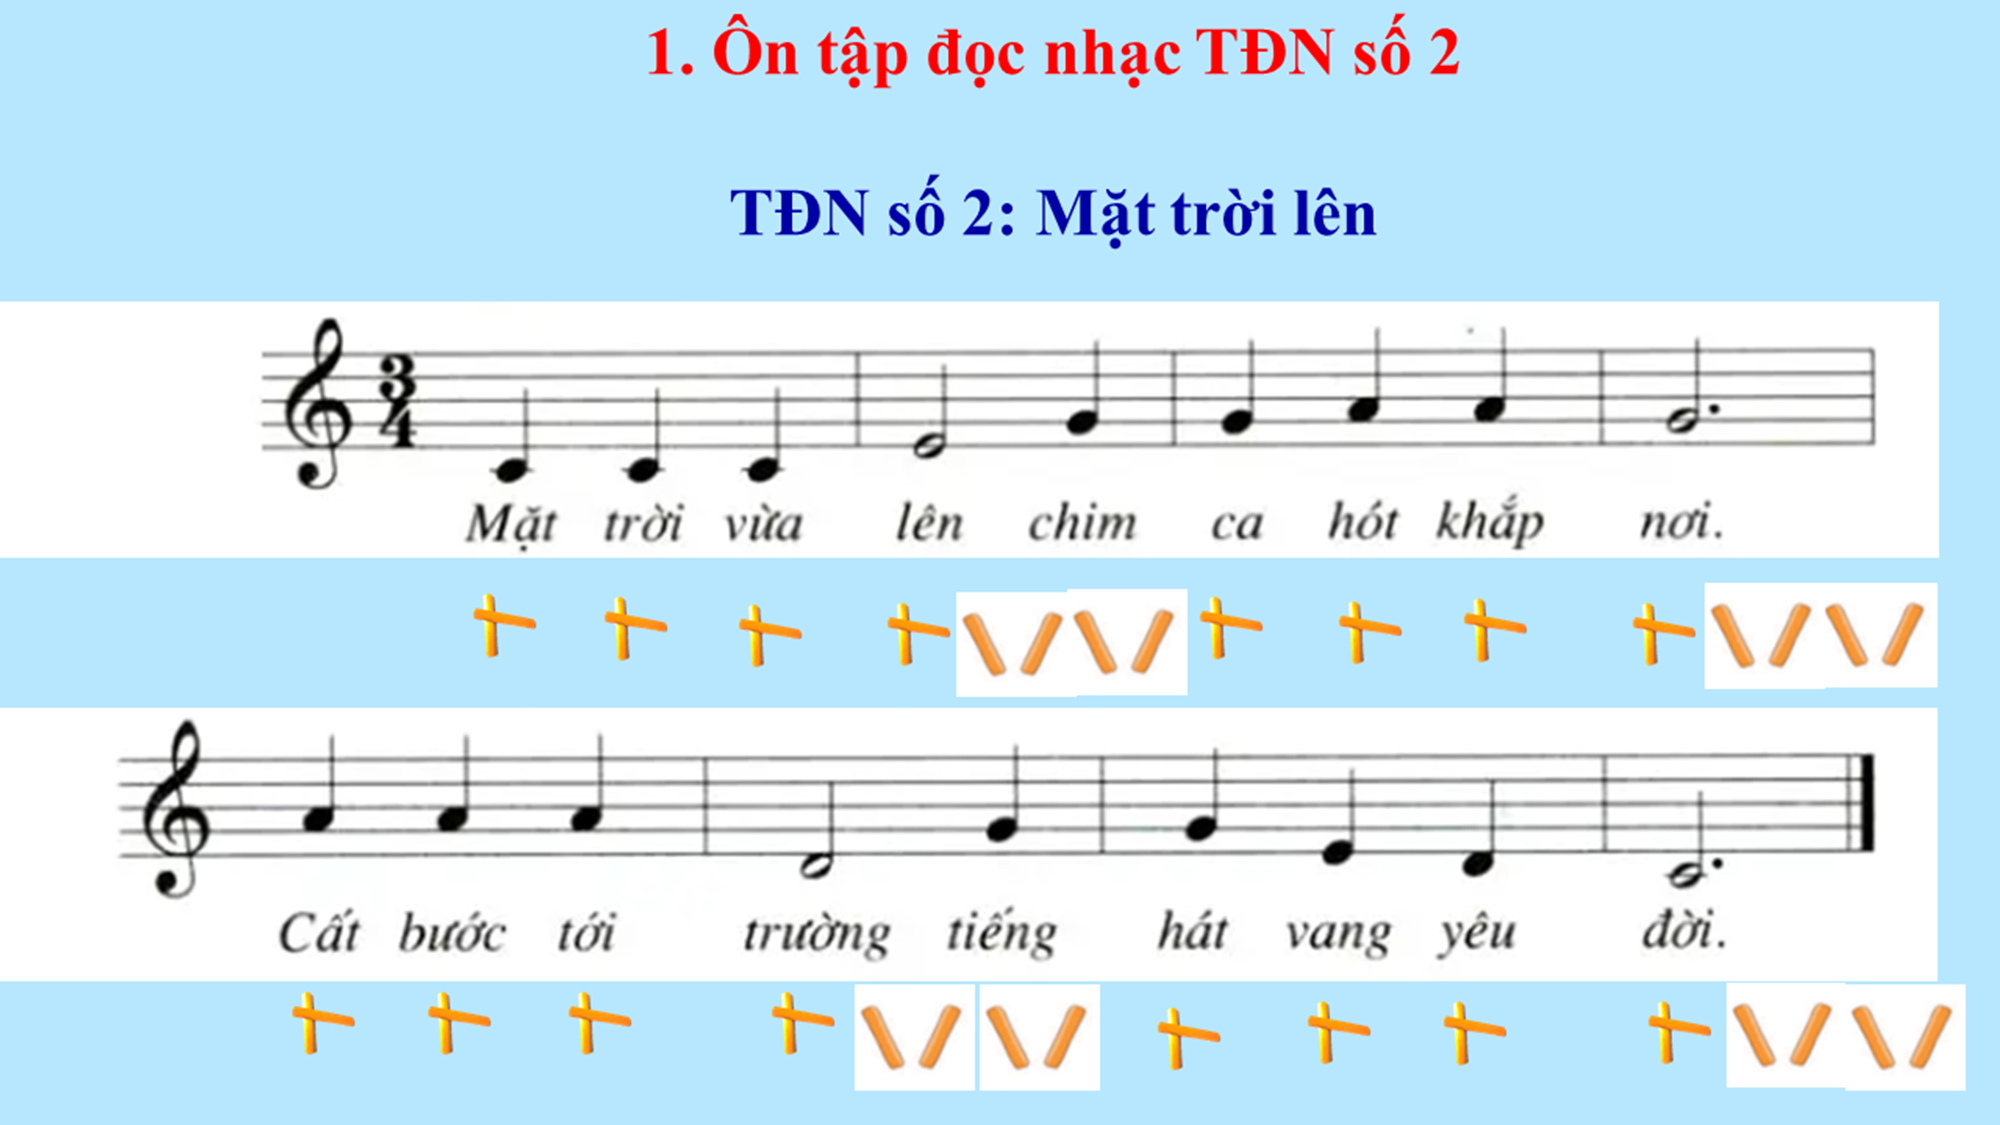 1. Ôn tập đọc nhạc TĐN số 2
TĐN số 2: Mặt trời lên
3
4
Mặt trời vừa lên chim ca hót khắp nơi.
Cất bước tới trường tiếng hát vang yêu đời.